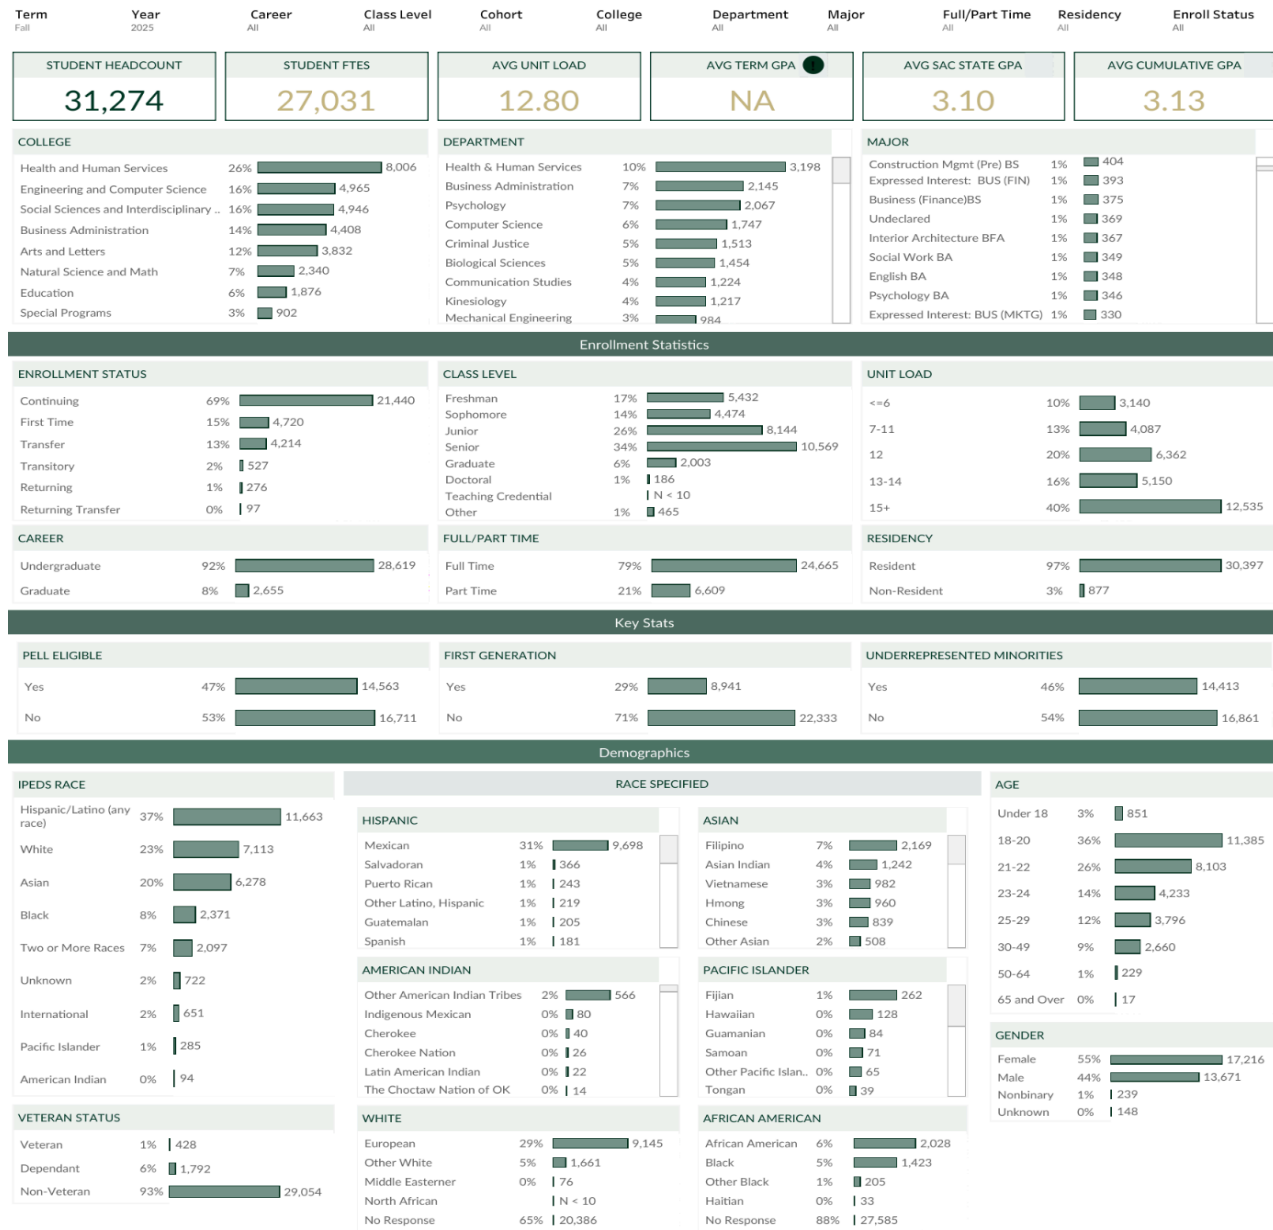 Term Year Career Class Level Cohort College Department Major Full/Part Time Residency Enroll Status
Fall 2025 All All All All All All All All All
STUDENT HEADCOUNT STUDENT FTES AVG UNIT LOAD AVG TERM GPA AVG SAC STATE GPA AVG CUMULATIVE GPA
31,274 27,031 12.80 NA 3.10 3.13
COLLEGE
Health and Human Services 26% 8,006
Engineering and Computer Science 16% 4,965
Social Sciences and Interdisciplinary .. 16% 4,946
Business Administration 14% 4,408
Arts and Letters 12% 3,832
Natural Science and Math 7% 2,340
Education 6% 1,876
Special Programs 3% 902
DEPARTMENT
Health & Human Services 10% 3,198
Business Administration 7% 2,145
Psychology 7% 2,067
Computer Science 6% 1,747
Criminal Justice 5% 1,513
Biological Sciences 5% 1,454
Communication Studies 4% 1,224
Kinesiology 4% 1,217
Mechanical Engineering 3% 984
MAJOR
Construction Mgmt (Pre) BS 1% 404
Expressed Interest: BUS (FIN) 1% 393
Business (Finance)BS 1% 375
Undeclared 1% 369
Interior Architecture BFA 1% 367
Social Work BA 1% 349
English BA 1% 348
Psychology BA 1% 346
Expressed Interest: BUS (MKTG) 1% 330
Enrollment Statistics
ENROLLMENT STATUS
Continuing 69% 21,440
First Time 15% 4,720
Transfer 13% 4,214
Transitory 2% 527
Returning 1% 276
Returning Transfer 0% 97
CLASS LEVEL
Freshman 17% 5,432
Sophomore 14% 4,474
Junior 26% 8,144
Senior 34% 10,569
Graduate 6% 2,003
Doctoral 1% 186
Teaching Credential N < 10
Other 1% 465
UNIT LOAD
<=6 10% 3,140
7-11 13% 4,087
12 20% 6,362
13-14 16% 5,150
15+ 40% 12,535
CAREER
Undergraduate 92% 28,619
Graduate 8% 2,655
FULL/PART TIME
Full Time 79% 24,665
Part Time 21% 6,609
RESIDENCY
Resident 97% 30,397
Non-Resident 3% 877
Key Stats
PELL ELIGIBLE
Yes 47% 14,563
No 53% 16,711
FIRST GENERATION
Yes 29% 8,941
No 71% 22,333
UNDERREPRESENTED MINORITIES
Yes 46% 14,413
No 54% 16,861
Demographics
IPEDS RACE
Hispanic/Latino (any
race) 37% 11,663
White 23% 7,113
Asian 20% 6,278
Black 8% 2,371
Two or More Races 7% 2,097
Unknown 2% 722
International 2% 651
Pacific Islander 1% 285
American Indian 0% 94
VETERAN STATUS
Veteran 1% 428
Dependant 6% 1,792
Non-Veteran 93% 29,054
RACE SPECIFIED
HISPANIC
Mexican 31% 9,698
Salvadoran 1% 366
Puerto Rican 1% 243
Other Latino, Hispanic 1% 219
Guatemalan 1% 205
Spanish 1% 181
ASIAN
Filipino 7% 2,169
Asian Indian 4% 1,242
Vietnamese 3% 982
Hmong 3% 960
Chinese 3% 839
Other Asian 2% 508
AMERICAN INDIAN
Other American Indian Tribes 2% 566
Indigenous Mexican 0% 80
Cherokee 0% 40
Cherokee Nation 0% 26
Latin American Indian 0% 22
The Choctaw Nation of OK 0% 14
PACIFIC ISLANDER
Fijian 1% 262
Hawaiian 0% 128
Guamanian 0% 84
Samoan 0% 71
Other Pacific Islan.. 0% 65
Tongan 0% 39
WHITE
European 29% 9,145
Other White 5% 1,661
Middle Easterner 0% 76
North African N < 10
No Response 65% 20,386
AFRICAN AMERICAN
African American 6% 2,028
Black 5% 1,423
Other Black 1% 205
Haitian 0% 33
No Response 88% 27,585
AGE
Under 18 3% 851
18-20 36% 11,385
21-22 26% 8,103
23-24 14% 4,233
25-29 12% 3,796
30-49 9% 2,660
50-64 1% 229
65 and Over 0% 17
GENDER
Female 55% 17,216
Male 44% 13,671
Nonbinary 1% 239
Unknown 0% 148